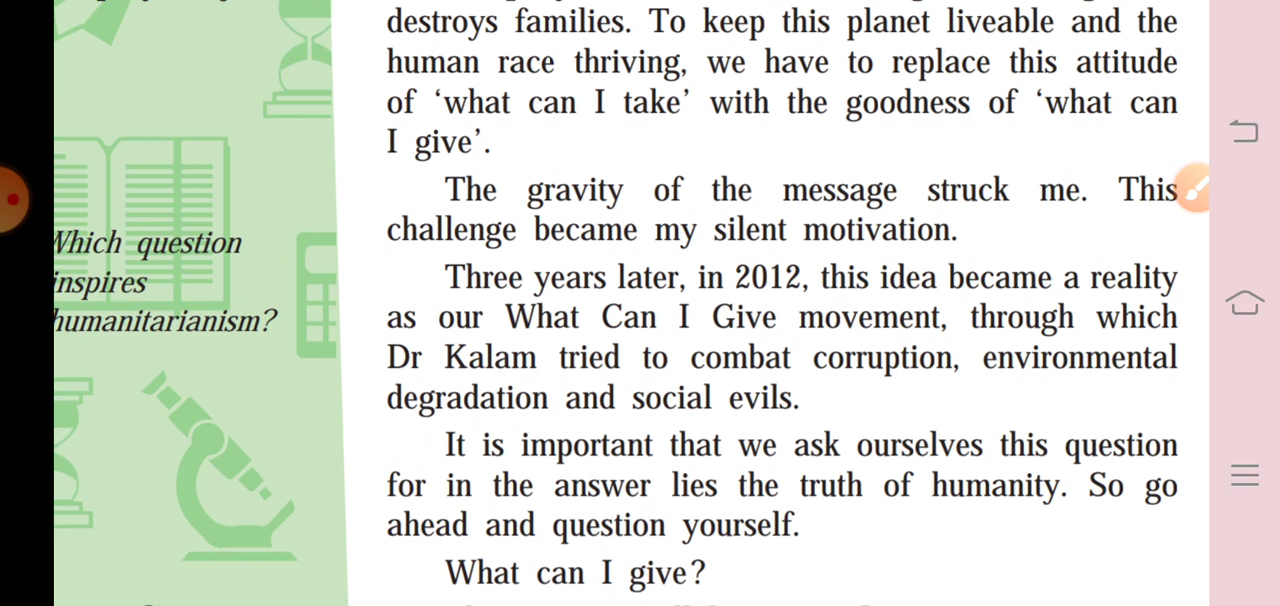 destroys families. To keep this planet liveable and the
human race thriving, we have to replace this attitude
of ‘what can I take’ with the goodness of ‘what can
I give’.
The gravity of the message struck me. This
challenge became my silent motivation.
Which question
inspires
humanitarianism?
Three years later, in 2012, this idea became a reality
as our What Can I Give movement, through which
Dr Kalam tried to combat corruption, environmental
degradation and social evils.
It is important that we ask ourselves this question
for in the answer lies the truth of humanity. So go
ahead and question yourself.
What can I give?